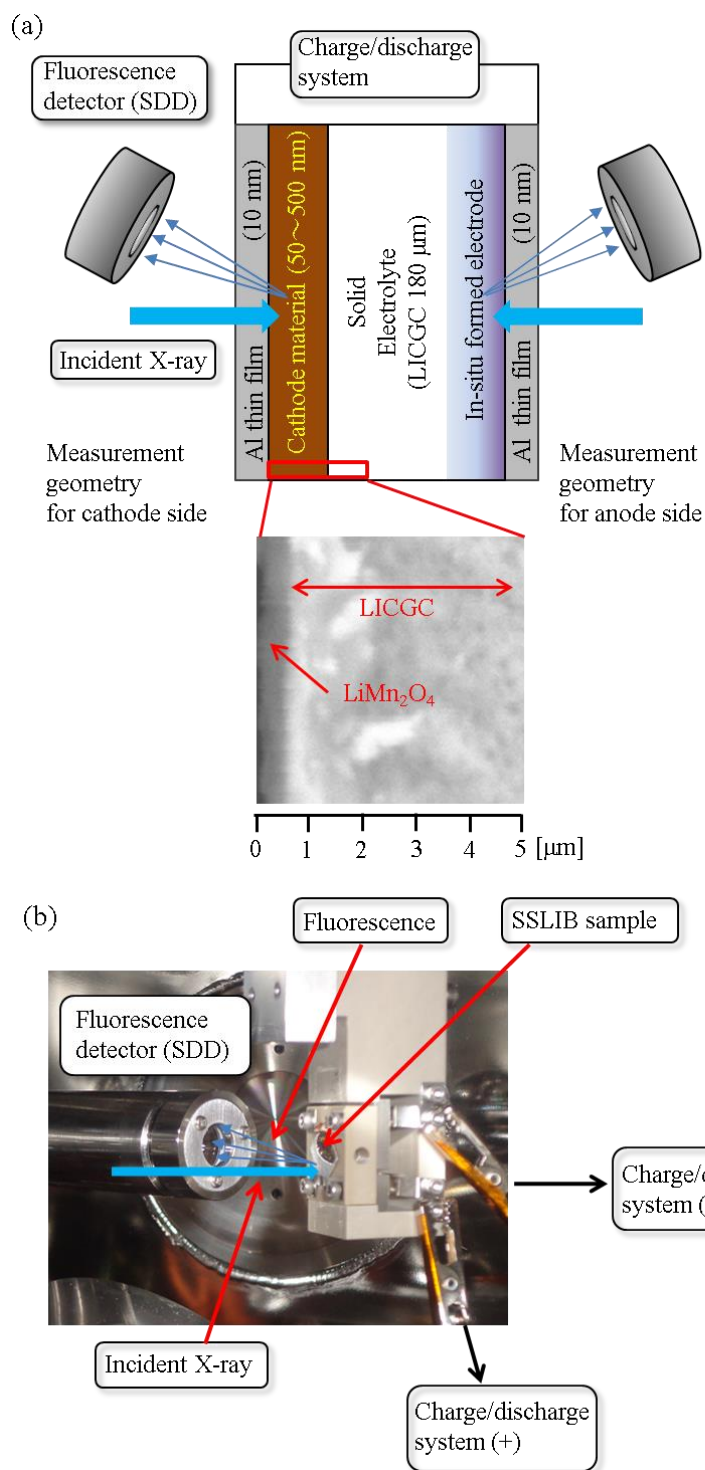 (a)
Charge/discharge
system
Fluorescence
detector (SDD)
Al thin film (10 nm)
Cathode material (50～500 nm)
Solid
Electrolyte
(LICGC 180 μm)
In-situ formed electrode
Al thin film (10 nm)
Incident X-ray
Measurement
geometry
for cathode side
Measurement
geometry
for anode side
LICGC
LiMn₂O₄
0 1 2 3 4 5 [μm]
(b)
Fluorescence
SSLIB sample
Fluorescence
detector (SDD)
Charge/d
system (
Incident X-ray
Charge/discharge
system (+)